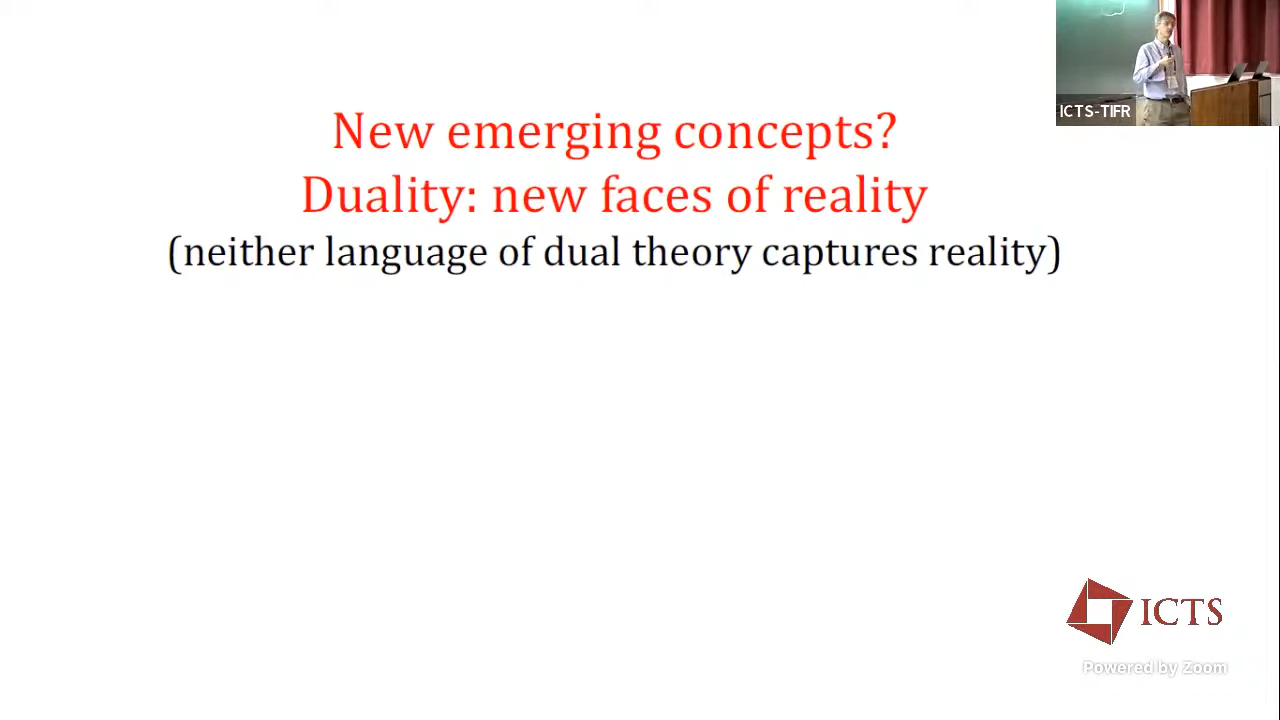 New emerging concepts?
Duality: new faces of reality
(neither language of dual theory captures reality)
ICTS-TIFR
ICTS
Powered by Zoom